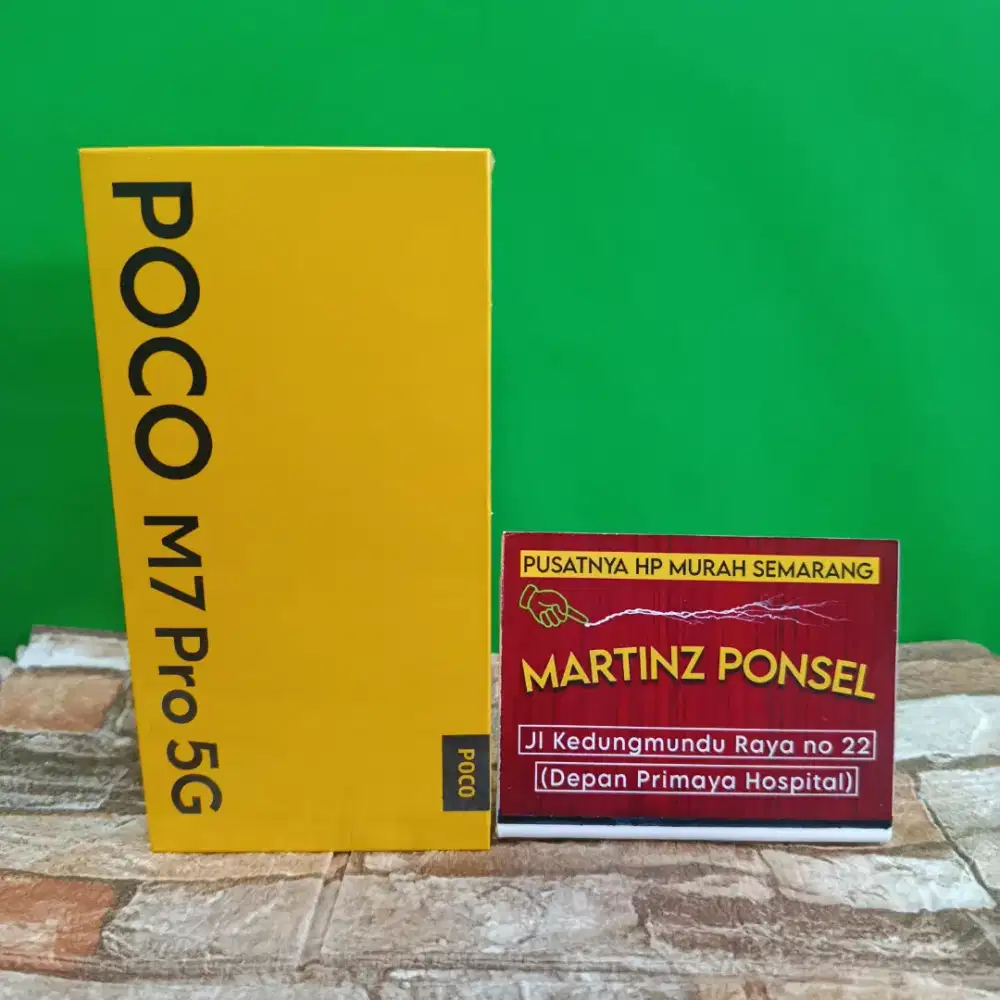 POCO M7 Pro 5G
POCO
PUSATNYA HP MURAH SEMARANG
MARTINZ PONSEL
Jl Kedungmundu Raya no 22
(Depan Primaya Hospital)